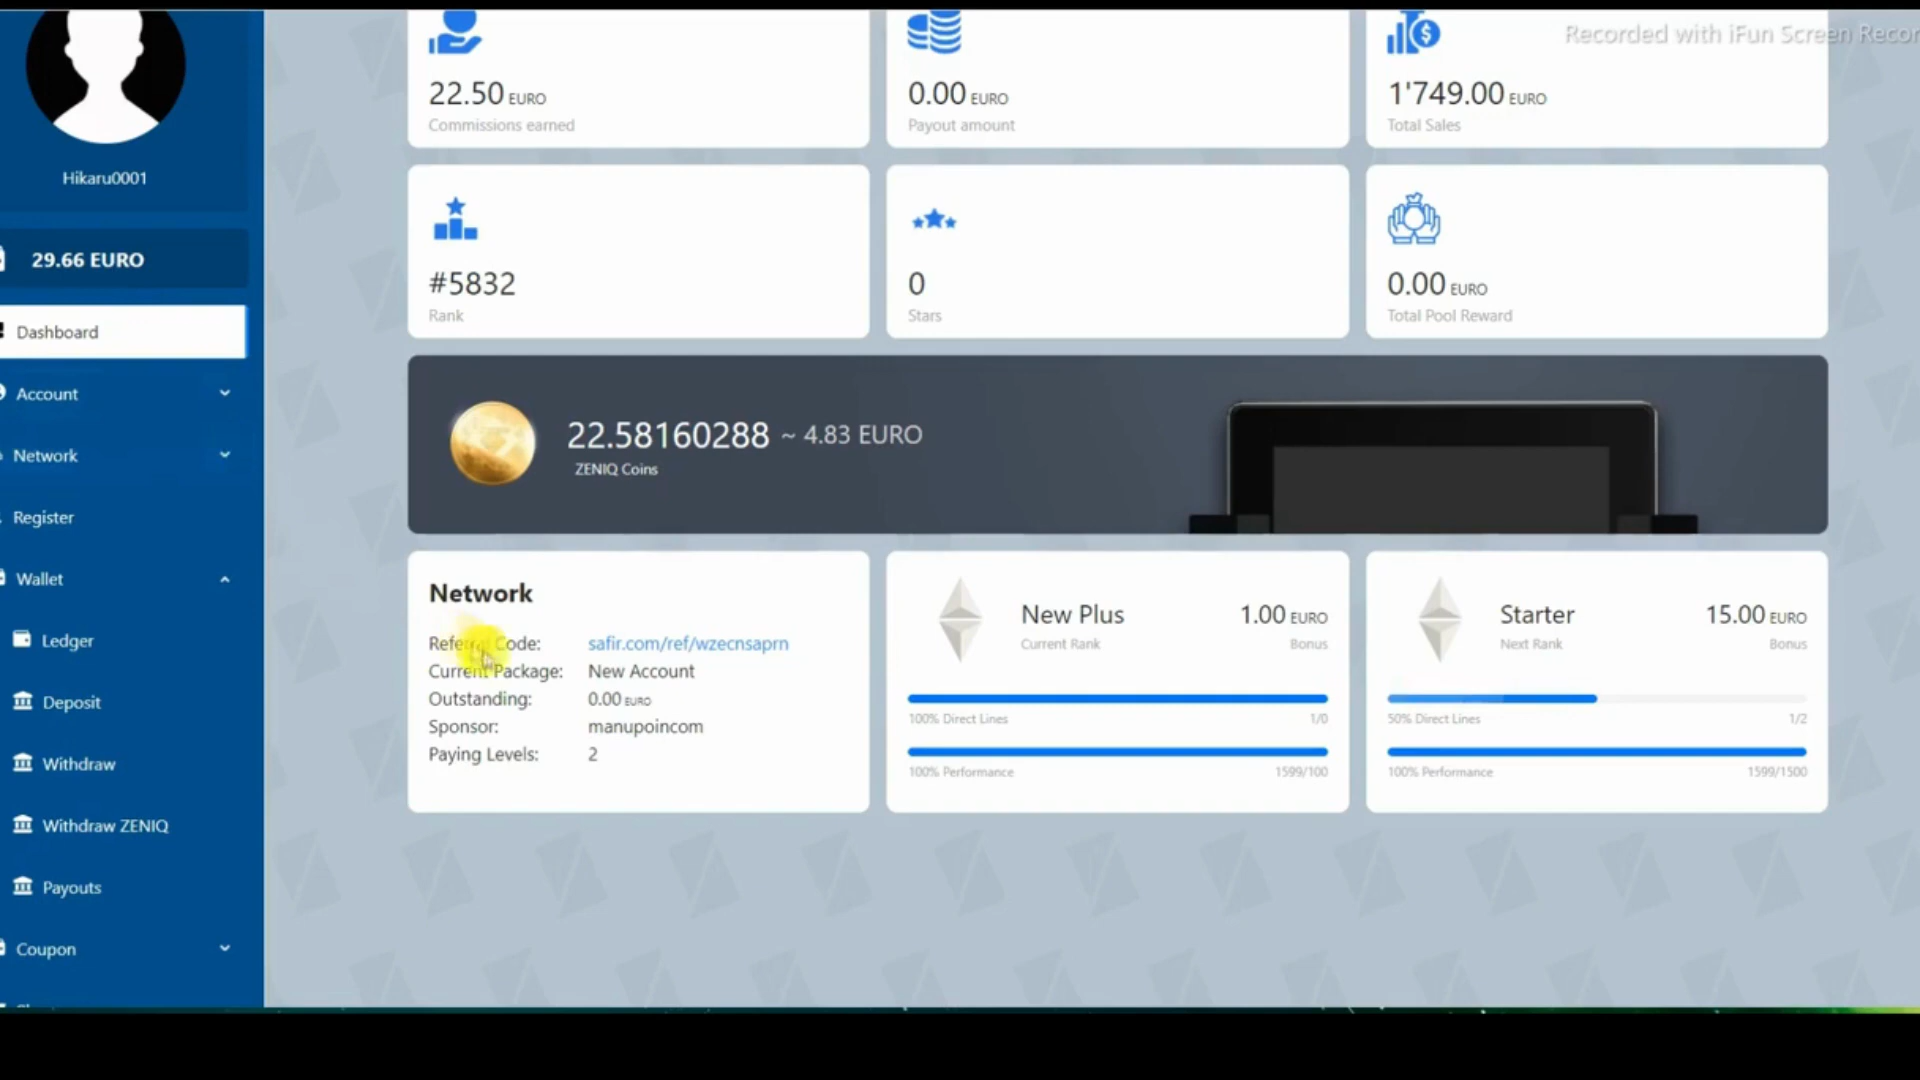 Recorded with iFun Screen Recor
22.50 EURO
Commissions earned
0.00 EURO
Payout amount
1'749.00 EURO
Total Sales
Hikaru0001
29.66 EURO
#5832
Rank
0
Stars
0.00 EURO
Total Pool Reward
Dashboard
Account
Network
Register
Wallet
Ledger
Deposit
Withdraw
Withdraw ZENIQ
Payouts
Coupon
22.58160288 ~ 4.83 EURO
ZENIQ Coins
Network
Referral Code: safir.com/ref/wzecnsaprn
Current Package: New Account
Outstanding: 0.00 EURO
Sponsor: manupoincom
Paying Levels: 2
New Plus 1.00 EURO
Current Rank Bonus
100% Direct Lines 1/0
100% Performance 1599/100
Starter 15.00 EURO
Next Rank Bonus
50% Direct Lines 1/2
100% Performance 1599/1500